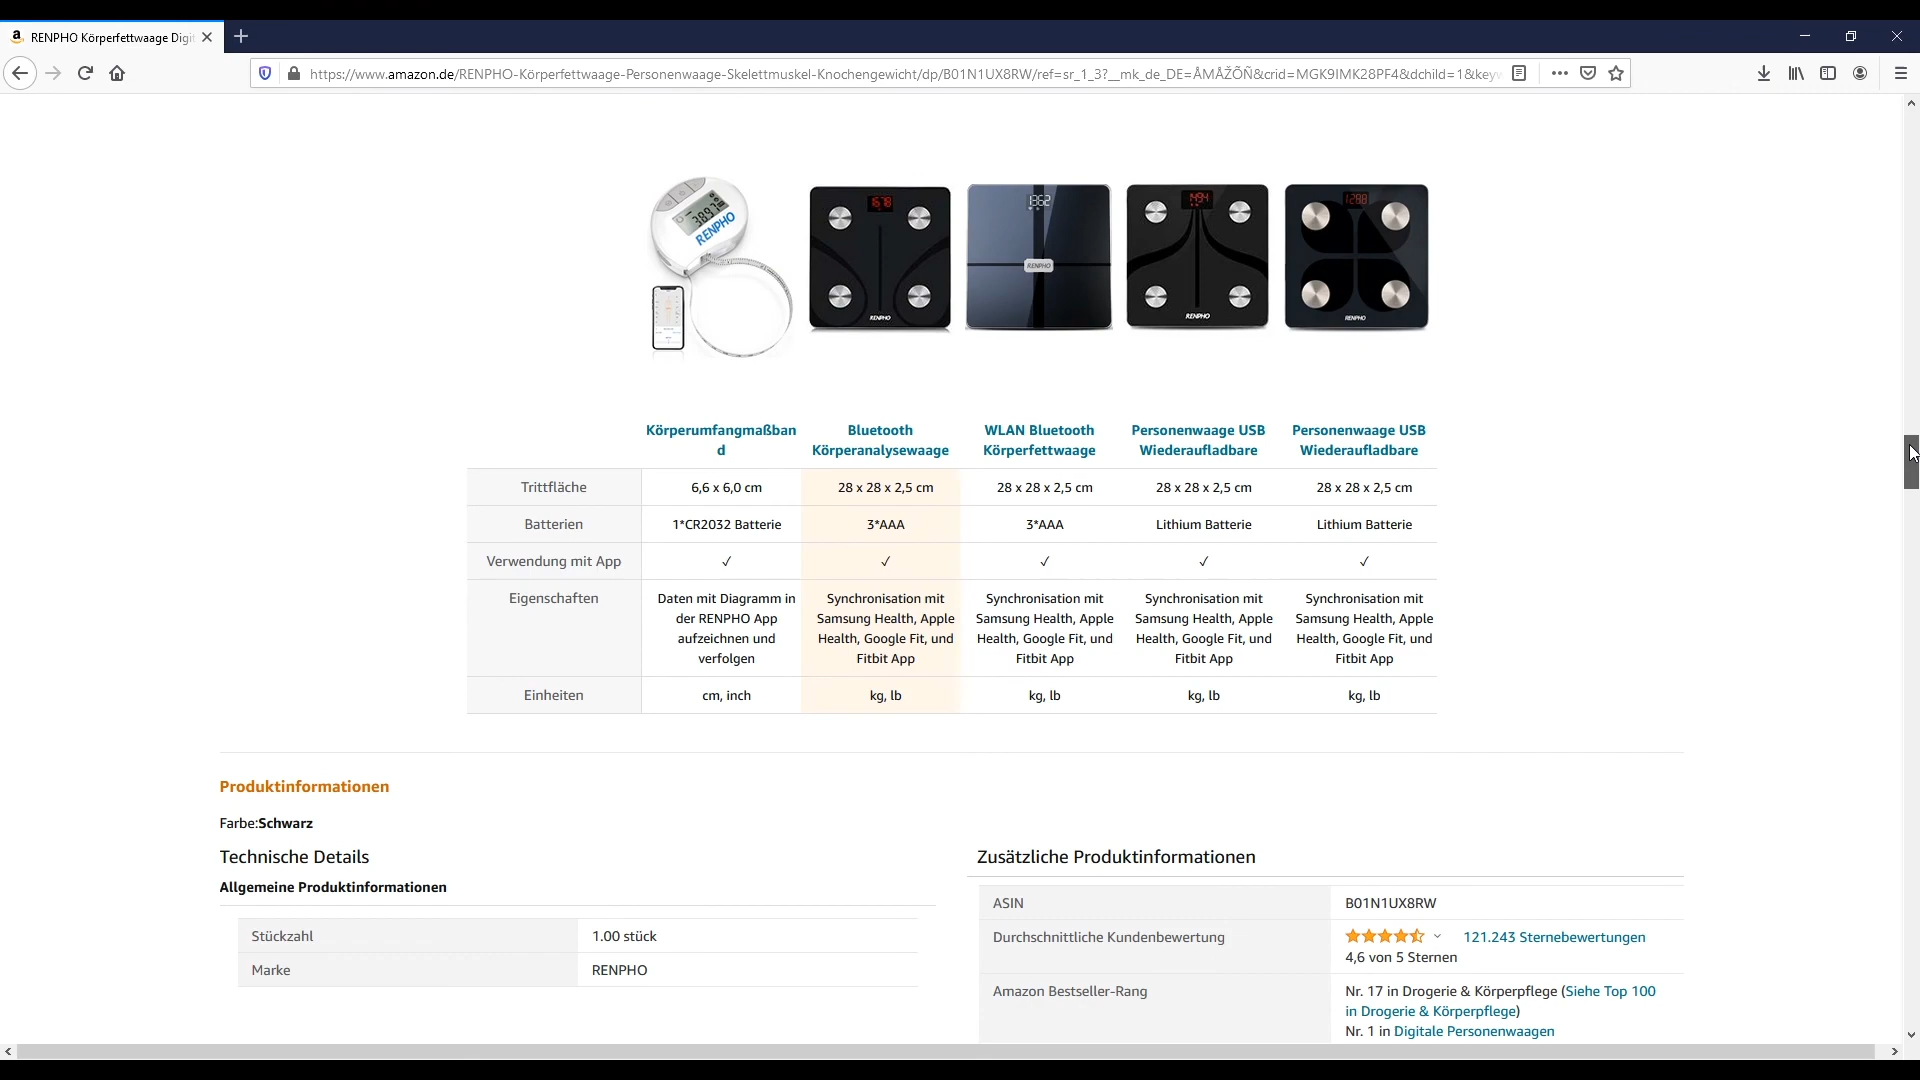 RENPHO Körperfettwaage Digit
https://www.amazon.de/RENPHO-Körperfettwaage-Personenwaage-Skelettmuskel-Knochengewicht/dp/B01N1UX8RW/ref=sr_1_3?__mk_de_DE=ÅMÅŽÕÑ&crid=MGK9IMK28PF4&dchild=1&keyw
RENPHO
RENPHO
RENPHO
RENPHO
RENPHO
Körperumfangmaßban
d
Bluetooth
Körperanalysewaage
WLAN Bluetooth
Körperfettwaage
Personenwaage USB
Wiederaufladbare
Personenwaage USB
Wiederaufladbare
Trittfläche 6,6 x 6,0 cm 28 x 28 x 2,5 cm 28 x 28 x 2,5 cm 28 x 28 x 2,5 cm 28 x 28 x 2,5 cm
Batterien 1*CR2032 Batterie 3*AAA 3*AAA Lithium Batterie Lithium Batterie
Verwendung mit App ✓ ✓ ✓ ✓ ✓
Eigenschaften
Daten mit Diagramm in
der RENPHO App
aufzeichnen und
verfolgen
Synchronisation mit
Samsung Health, Apple
Health, Google Fit, und
Fitbit App
Synchronisation mit
Samsung Health, Apple
Health, Google Fit, und
Fitbit App
Synchronisation mit
Samsung Health, Apple
Health, Google Fit, und
Fitbit App
Synchronisation mit
Samsung Health, Apple
Health, Google Fit, und
Fitbit App
Einheiten cm, inch kg, lb kg, lb kg, lb kg, lb
Produktinformationen
Farbe:Schwarz
Technische Details
Allgemeine Produktinformationen
Stückzahl 1.00 stück
Marke RENPHO
Zusätzliche Produktinformationen
ASIN B01N1UX8RW
Durchschnittliche Kundenbewertung 121.243 Sternebewertungen
4,6 von 5 Sternen
Amazon Bestseller-Rang Nr. 17 in Drogerie & Körperpflege (Siehe Top 100
in Drogerie & Körperpflege)
Nr. 1 in Digitale Personenwaagen